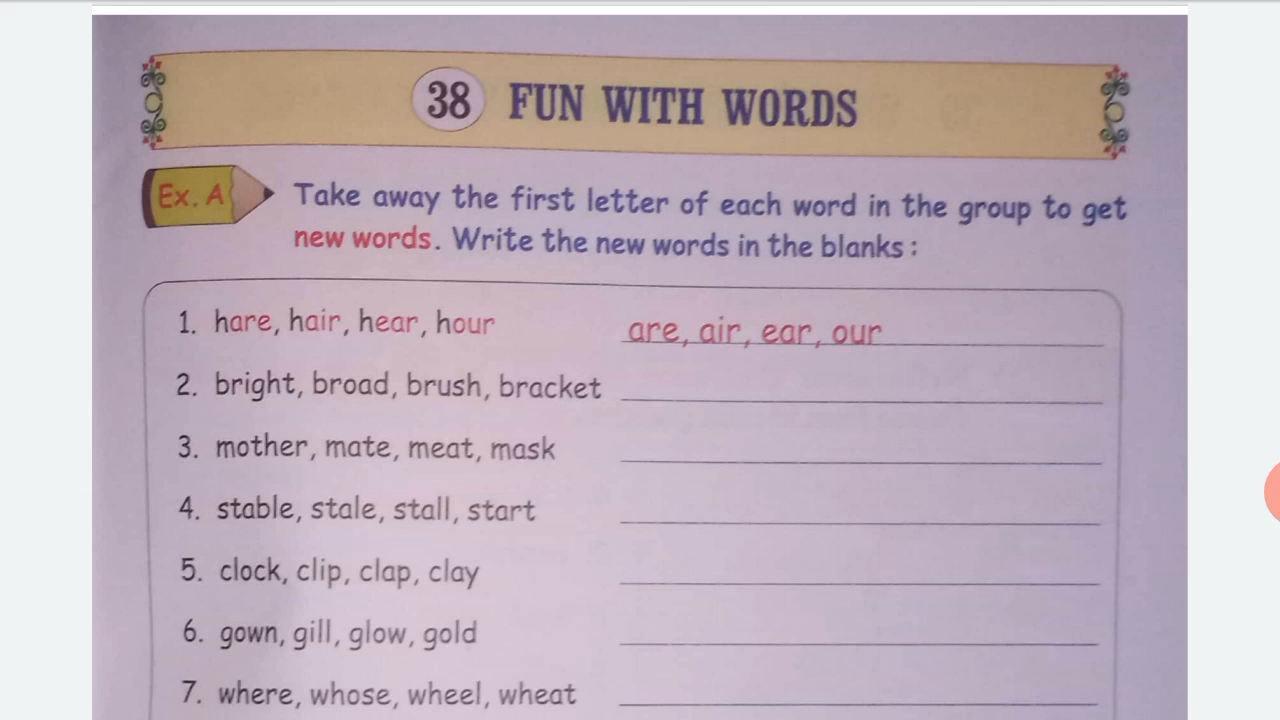 38 FUN WITH WORDS
Ex. A Take away the first letter of each word in the group to get
new words. Write the new words in the blanks :
1. hare, hair, hear, hour are, air, ear, our
2. bright, broad, brush, bracket
3. mother, mate, meat, mask
4. stable, stale, stall, start
5. clock, clip, clap, clay
6. gown, gill, glow, gold
7. where, whose, wheel, wheat